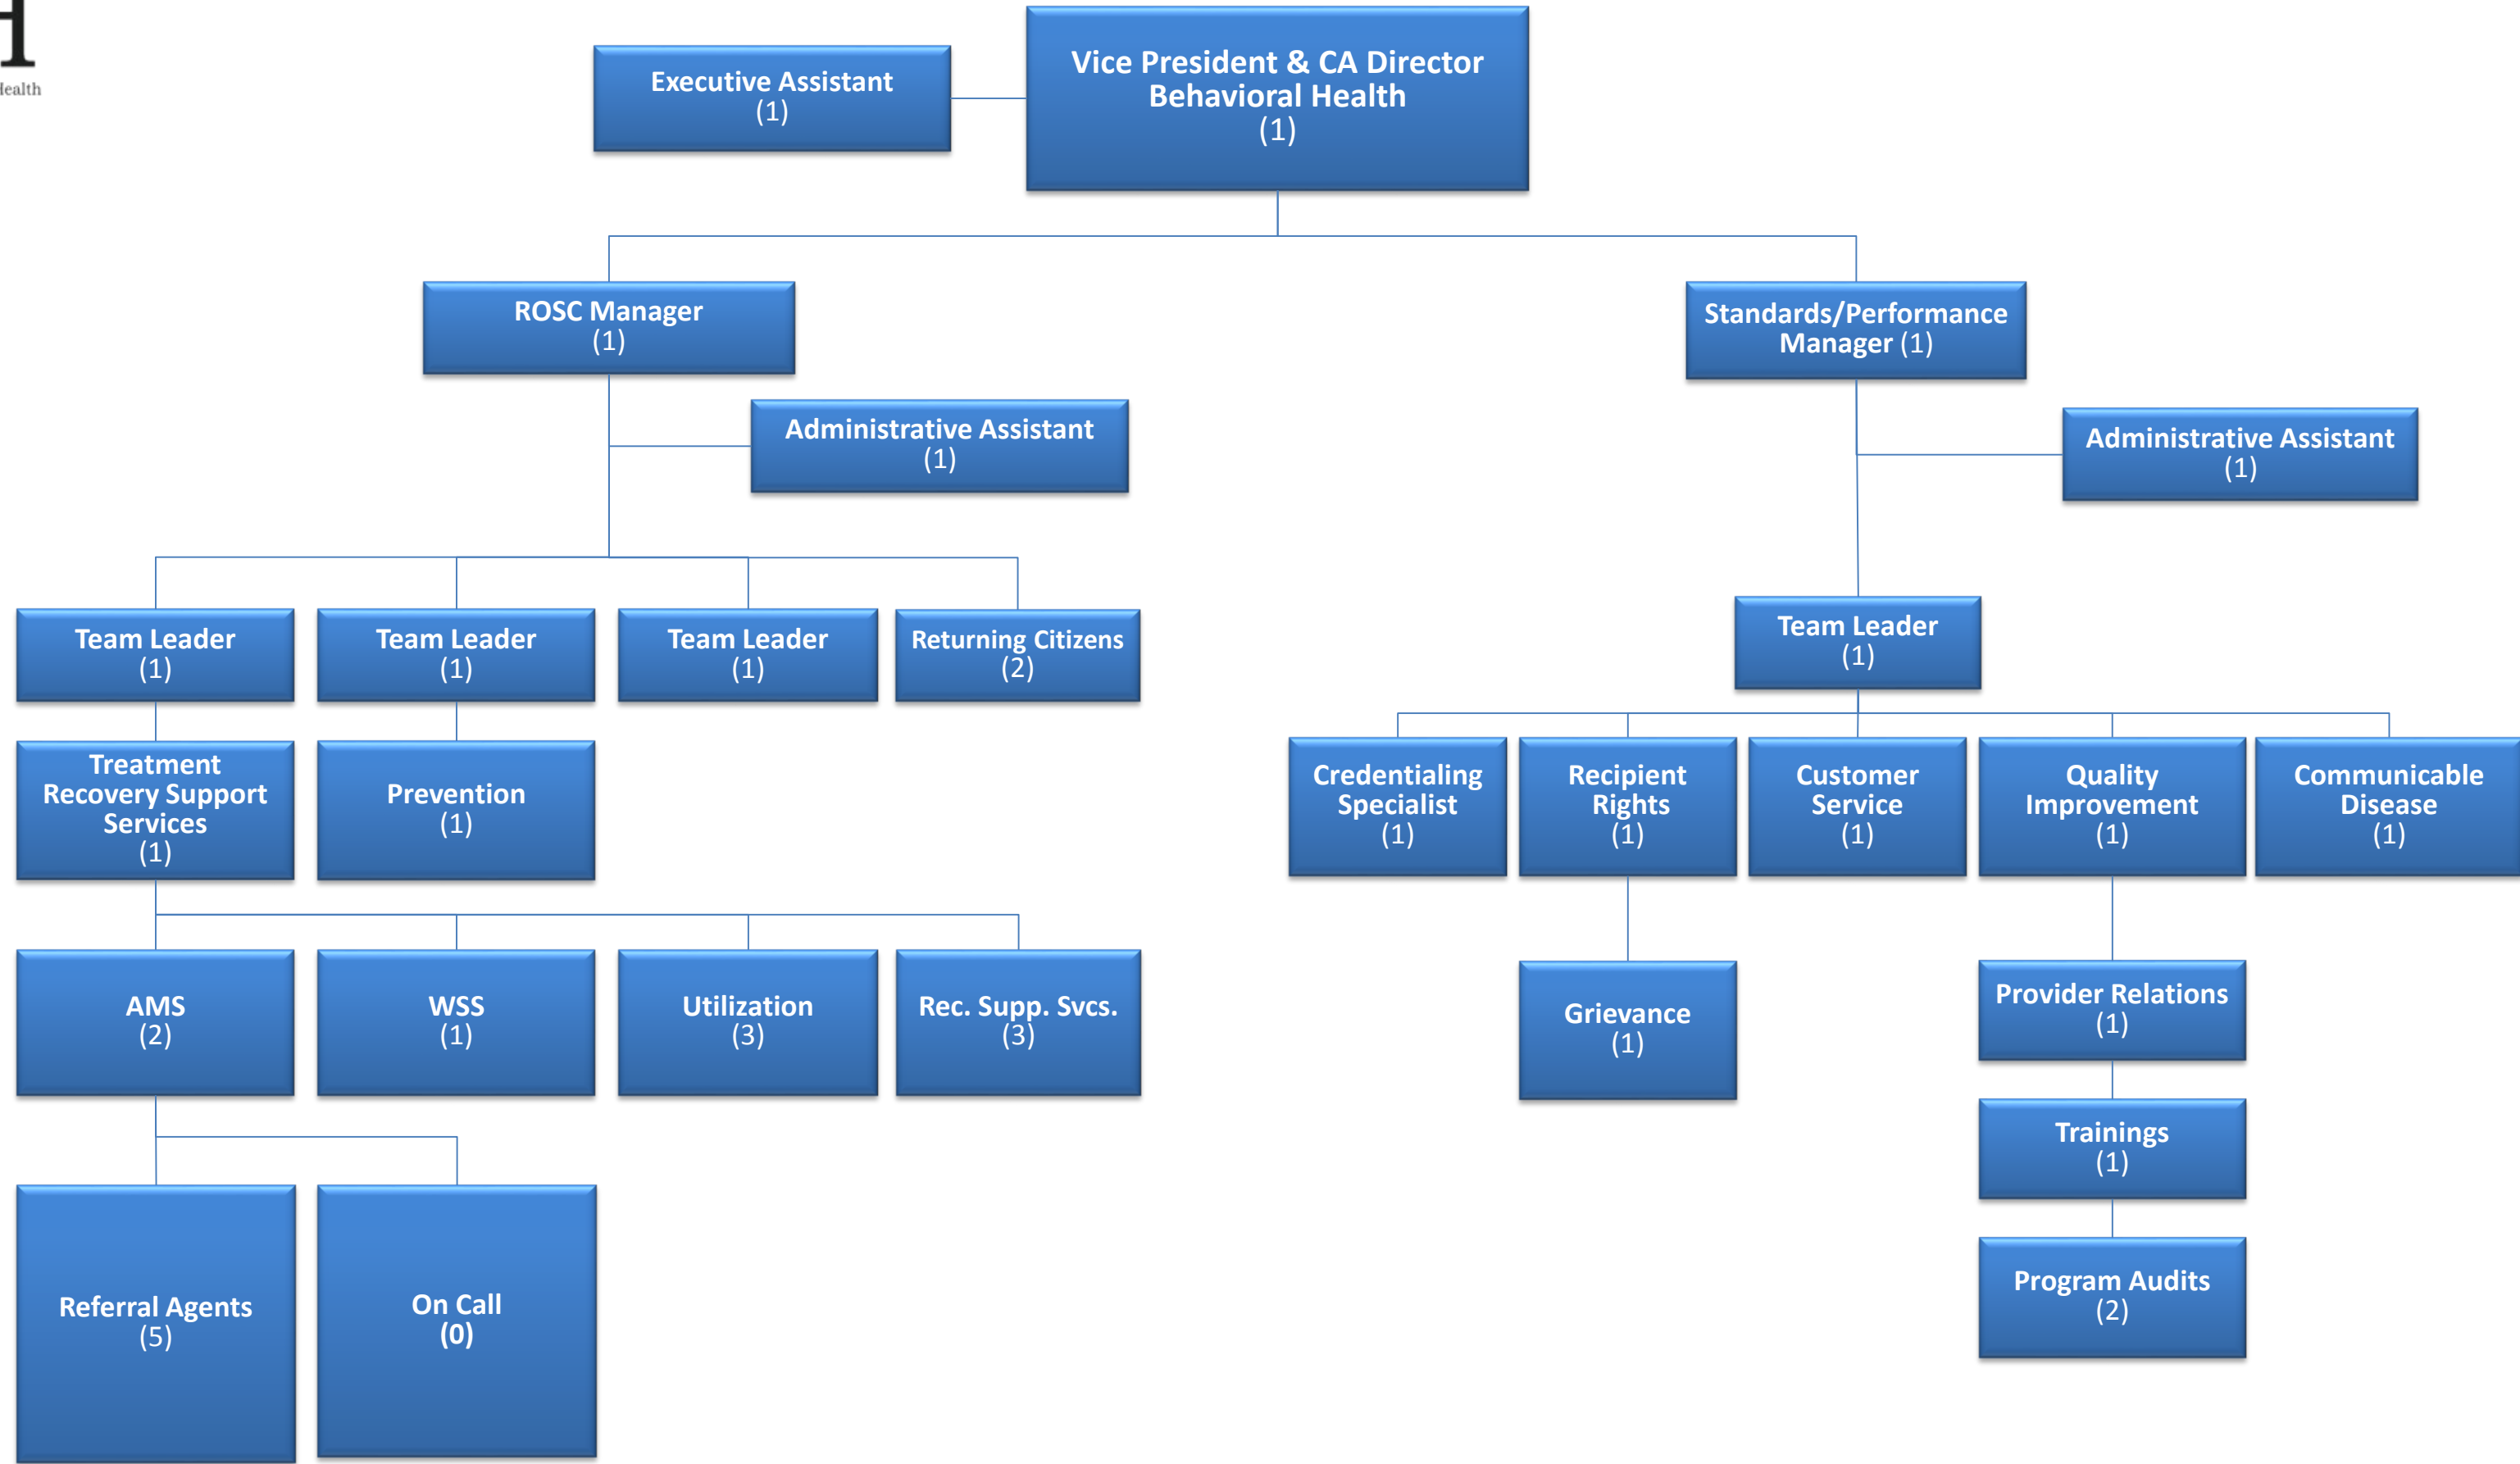 H
Health
Executive Assistant
(1)
Vice President & CA Director
Behavioral Health
(1)
ROSC Manager
(1)
Standards/Performance
Manager (1)
Administrative Assistant
(1)
Administrative Assistant
(1)
Team Leader
(1)
Team Leader
(1)
Team Leader
(1)
Returning Citizens
(2)
Team Leader
(1)
Treatment
Recovery Support
Services
(1)
Prevention
(1)
Credentialing
Specialist
(1)
Recipient
Rights
(1)
Customer
Service
(1)
Quality
Improvement
(1)
Communicable
Disease
(1)
AMS
(2)
WSS
(1)
Utilization
(3)
Rec. Supp. Svcs.
(3)
Grievance
(1)
Provider Relations
(1)
Trainings
(1)
Referral Agents
(5)
On Call
(0)
Program Audits
(2)